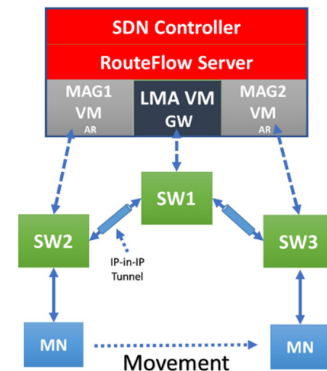 SDN Controller
RouteFlow Server
MAG1
VM
AR
LMA VM
GW
MAG2
VM
AR
SW1
SW2
SW3
IP-in-IP
Tunnel
MN
MN
Movement